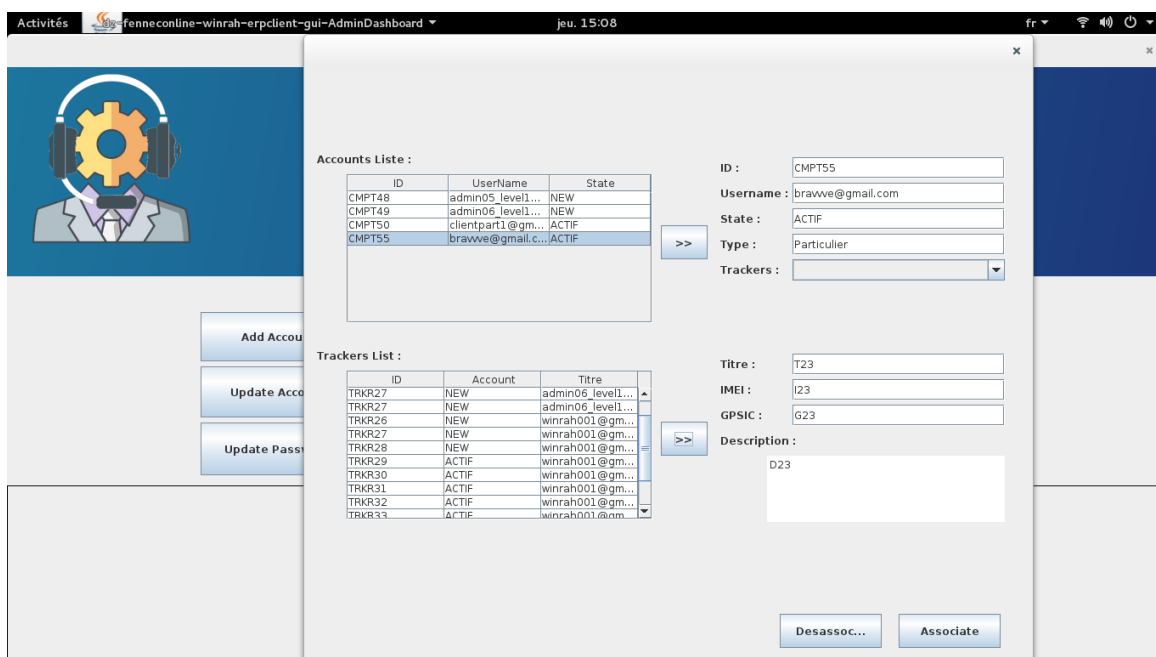 Activités dz-fenneconline-winrah-erpclient-gui-AdminDashboard jeu. 15:08 fr
Accounts Liste :
ID UserName State
CMPT48 admin05_level1... NEW
CMPT49 admin06_level1... NEW
CMPT50 clientpart1@gm... ACTIF
CMPT55 bravvve@gmail.c... ACTIF
>>
ID : CMPT55
Username : bravvve@gmail.com
State : ACTIF
Type : Particulier
Trackers :
Add Accou
Update Acco
Update Pass
Trackers List :
ID Account Titre
TRKR27 NEW admin06_level1...
TRKR27 NEW admin06_level1...
TRKR26 NEW winrah001@gm...
TRKR27 NEW winrah001@gm...
TRKR28 NEW winrah001@gm...
TRKR29 ACTIF winrah001@gm...
TRKR30 ACTIF winrah001@gm...
TRKR31 ACTIF winrah001@gm...
TRKR32 ACTIF winrah001@gm...
TRKR33 ACTIF winrah001@gm...
>>
Titre : T23
IMEI : I23
GPSIC : G23
Description :
D23
Desassoc... Associate